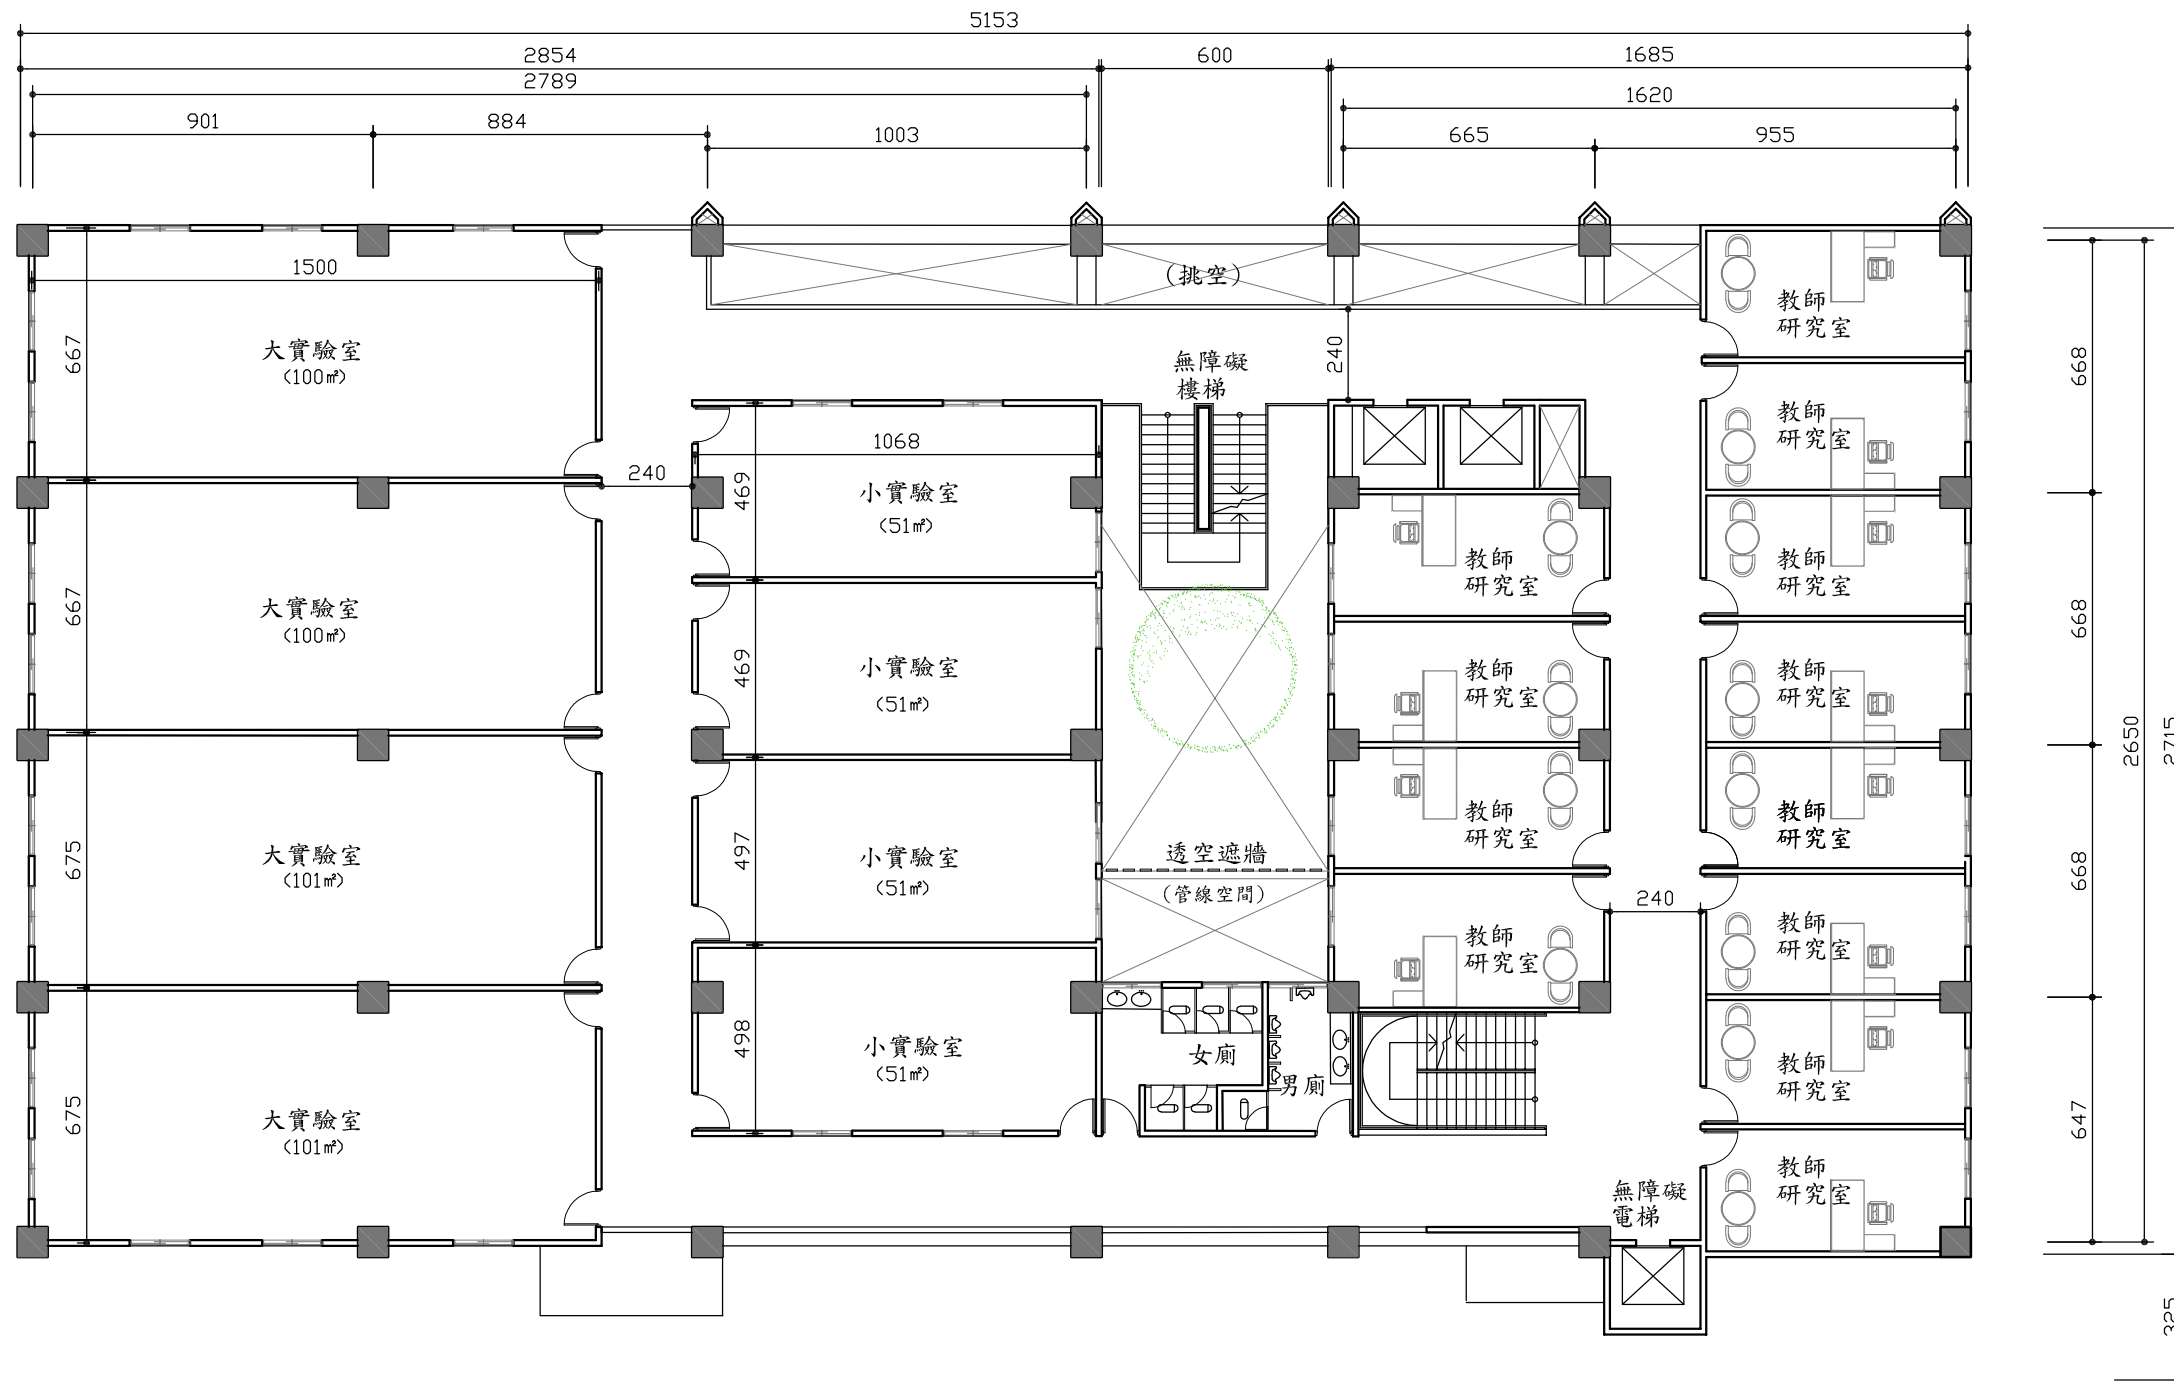 5153
2854
600
1685
2789
1620
901
884
1003
665
955
1500
(挑空)
教師
研究室
667
大實驗室
(100㎡)
無障礙
樓梯
240
668
教師
研究室
1068
240
469
小實驗室
(51㎡)
教師
研究室
教師
研究室
667
大實驗室
(100㎡)
469
小實驗室
(51㎡)
教師
研究室
教師
研究室
668
2650
2715
675
大實驗室
(101㎡)
497
小實驗室
(51㎡)
透空遮牆
(管線空間)
教師
研究室
教師
研究室
668
240
教師
研究室
教師
研究室
675
大實驗室
(101㎡)
498
小實驗室
(51㎡)
女廁
男廁
教師
研究室
647
無障礙
電梯
教師
研究室
325